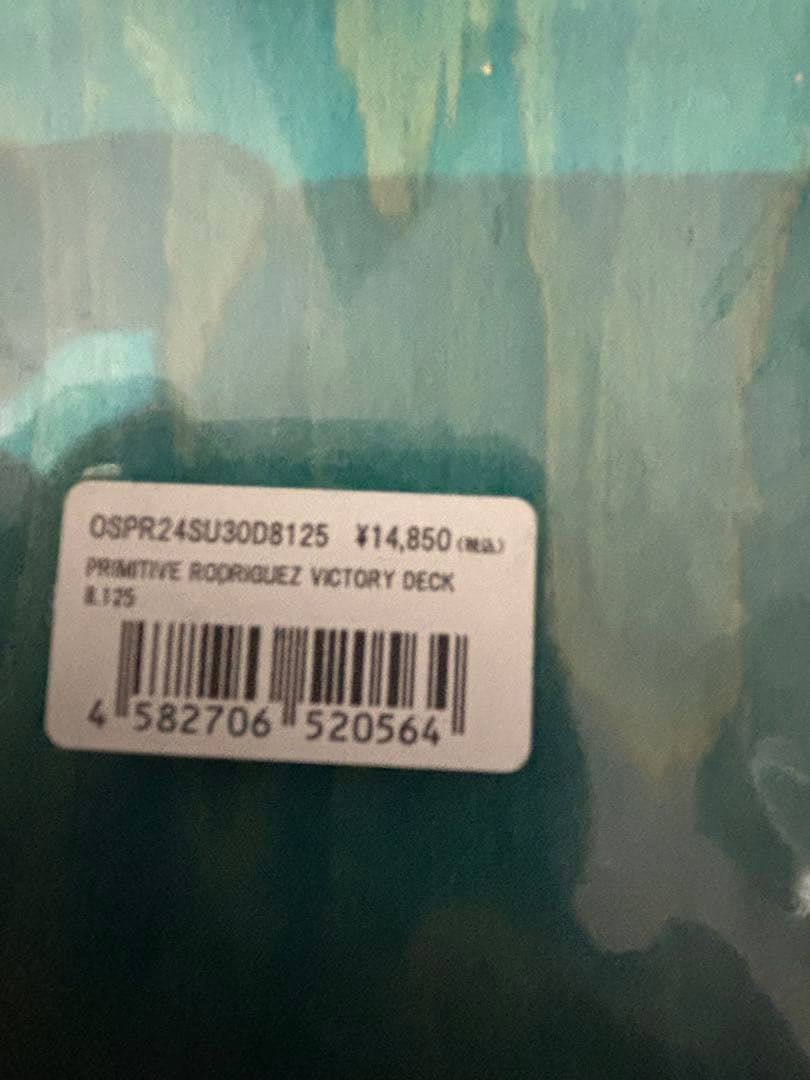 OSPR24SU30D8125 ¥14,850(税込)
PRIMITIVE RODRIGUEZ VICTORY DECK
8.125
4 582706 520564